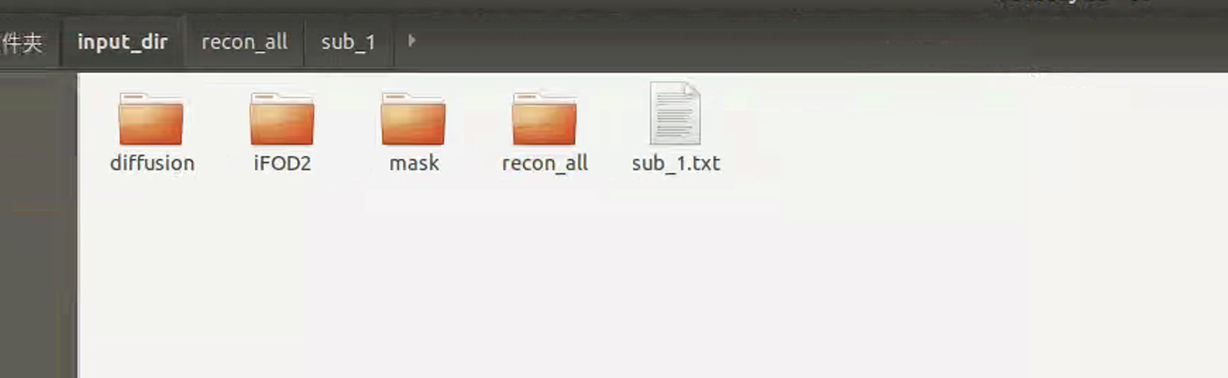 件夹 input_dir recon_all sub_1
diffusion iFOD2 mask recon_all sub_1.txt